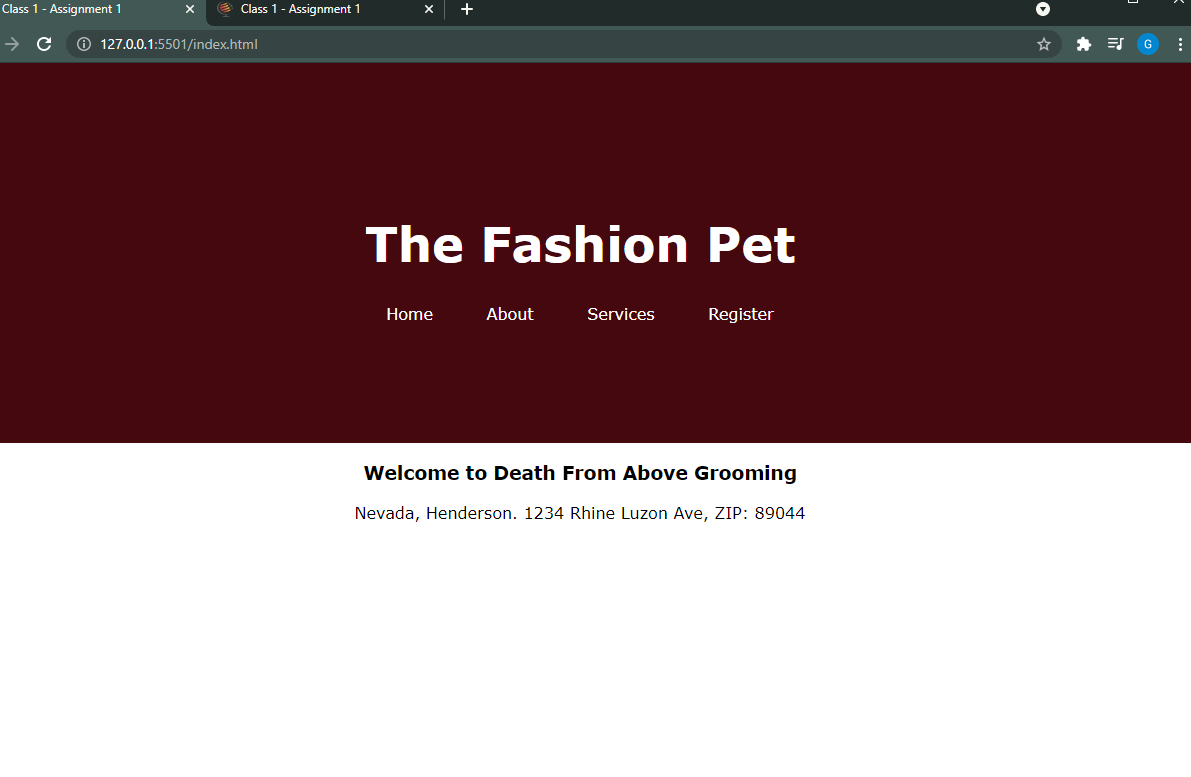 Class 1 - Assignment 1
Class 1 - Assignment 1
127.0.0.1:5501/index.html
G
The Fashion Pet
Home About Services Register
Welcome to Death From Above Grooming
Nevada, Henderson. 1234 Rhine Luzon Ave, ZIP: 89044